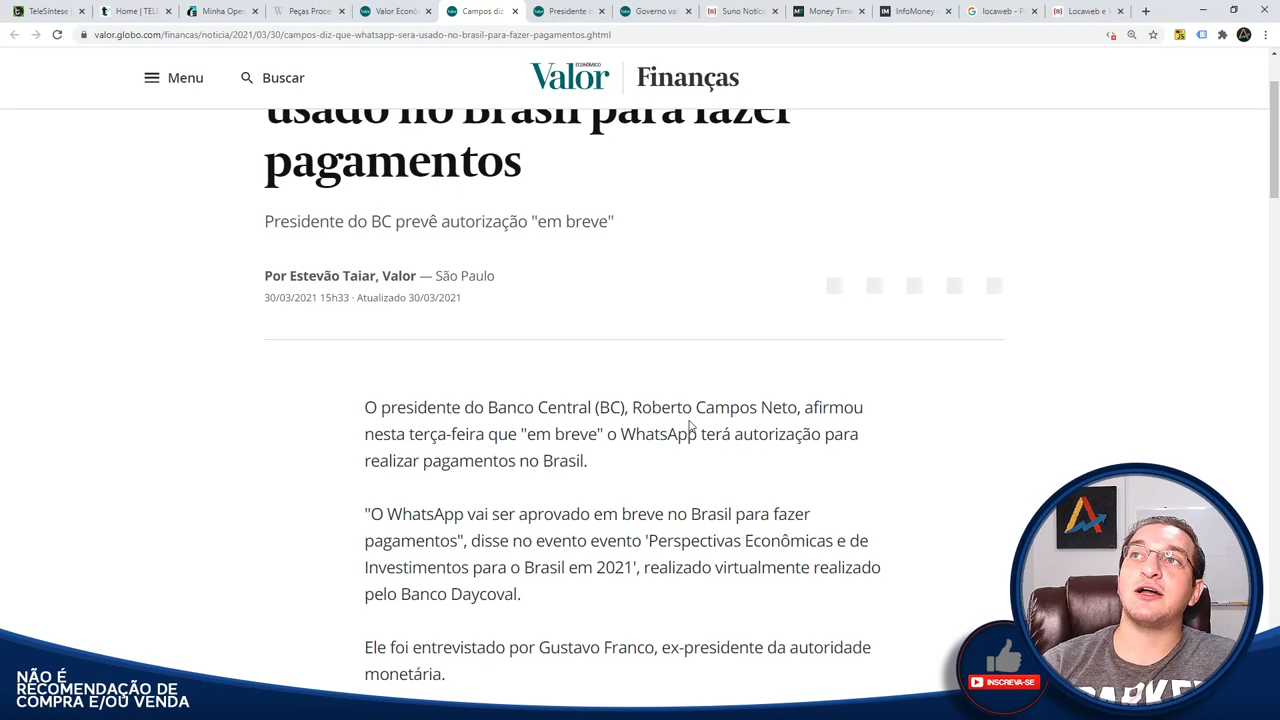 TeleSíntese
Home | TELE
Minha Oper
Peças Proce
Valor Econô
Campos diz
Presidente d
Governo vai
Suno Notíci
Money Time
InfoMoney
locaweb - P
Locaweb e
valor.globo.com/financas/noticia/2021/03/30/campos-diz-que-whatsapp-sera-usado-no-brasil-para-fazer-pagamentos.ghtml
Menu
Buscar
Valor ECONÔMICO
Finanças
usado no Brasil para fazer
pagamentos
Presidente do BC prevê autorização "em breve"
Por Estevão Taiar, Valor — São Paulo
30/03/2021 15h33 · Atualizado 30/03/2021
O presidente do Banco Central (BC), Roberto Campos Neto, afirmou
nesta terça-feira que "em breve" o WhatsApp terá autorização para
realizar pagamentos no Brasil.
"O WhatsApp vai ser aprovado em breve no Brasil para fazer
pagamentos", disse no evento evento 'Perspectivas Econômicas e de
Investimentos para o Brasil em 2021', realizado virtualmente realizado
pelo Banco Daycoval.
Ele foi entrevistado por Gustavo Franco, ex-presidente da autoridade
monetária.
NÃO É
RECOMENDAÇÃO DE
COMPRA E/OU VENDA
INSCREVA-SE